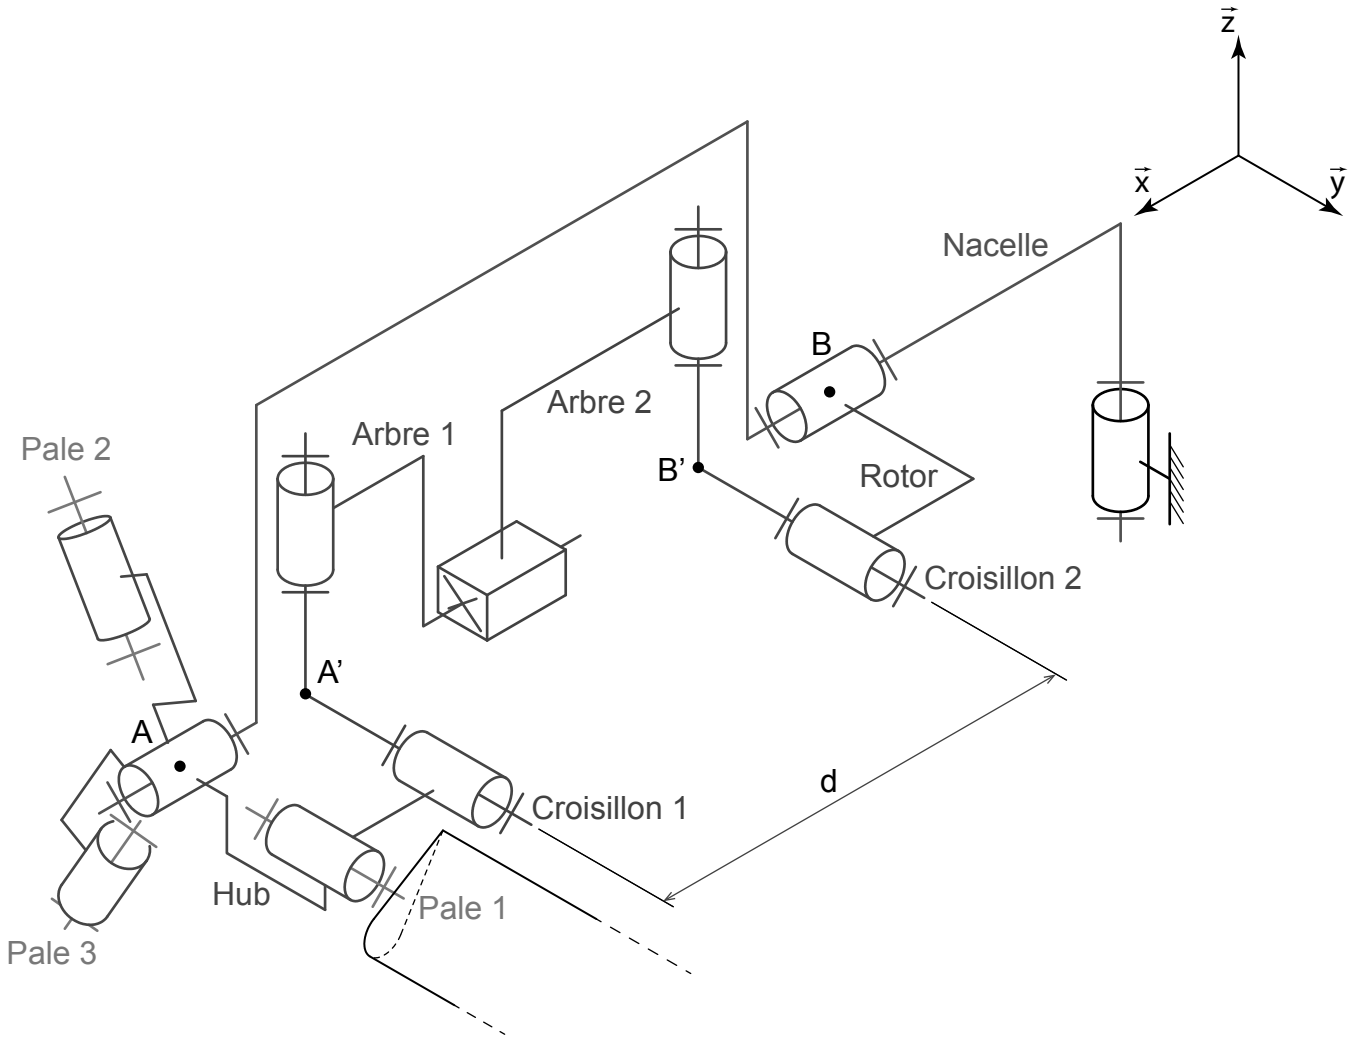 z⃗
x⃗
y⃗
Nacelle
B
Arbre 2
Arbre 1
Pale 2
B’
Rotor
Croisillon 2
A’
A
d
Croisillon 1
Hub
Pale 1
Pale 3